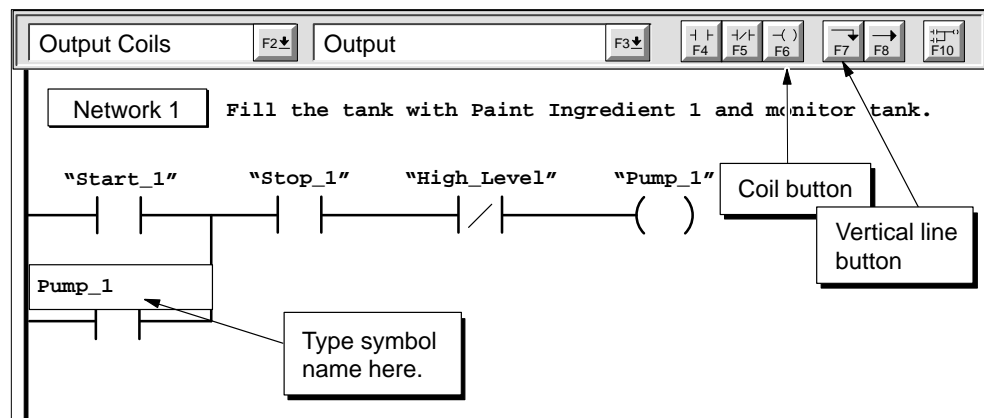 Output Coils F2 Output F3 F4 F5 F6 F7 F8 F10
Network 1 Fill the tank with Paint Ingredient 1 and monitor tank.
“Start_1” “Stop_1” “High_Level” “Pump_1”
Coil button
Vertical line
button
Pump_1
Type symbol
name here.